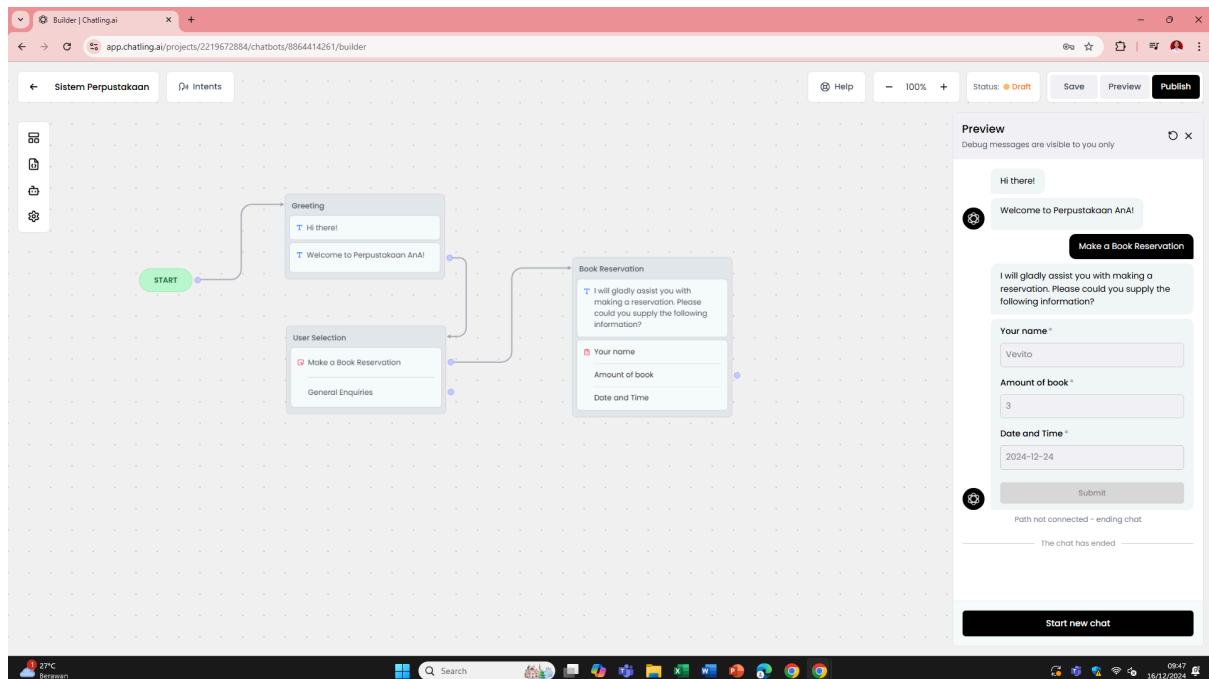 Builder | Chatling.ai
app.chatling.ai/projects/2219672884/chatbots/8864414261/builder
Sistem Perpustakaan
Intents
Help
100%
Status: Draft
Save
Preview
Publish
START
Greeting
Hi there!
Welcome to Perpustakaan AnA!
User Selection
Make a Book Reservation
General Enquiries
Book Reservation
I will gladly assist you with
making a reservation. Please
could you supply the following
information?
Your name
Amount of book
Date and Time
Preview
Debug messages are visible to you only
Hi there!
Welcome to Perpustakaan AnA!
Make a Book Reservation
I will gladly assist you with making a
reservation. Please could you supply the
following information?
Your name*
Vevito
Amount of book*
3
Date and Time*
2024-12-24
Submit
Path not connected - ending chat
The chat has ended
Start new chat
1
27°C
Berawan
Search
09:47
16/12/2024